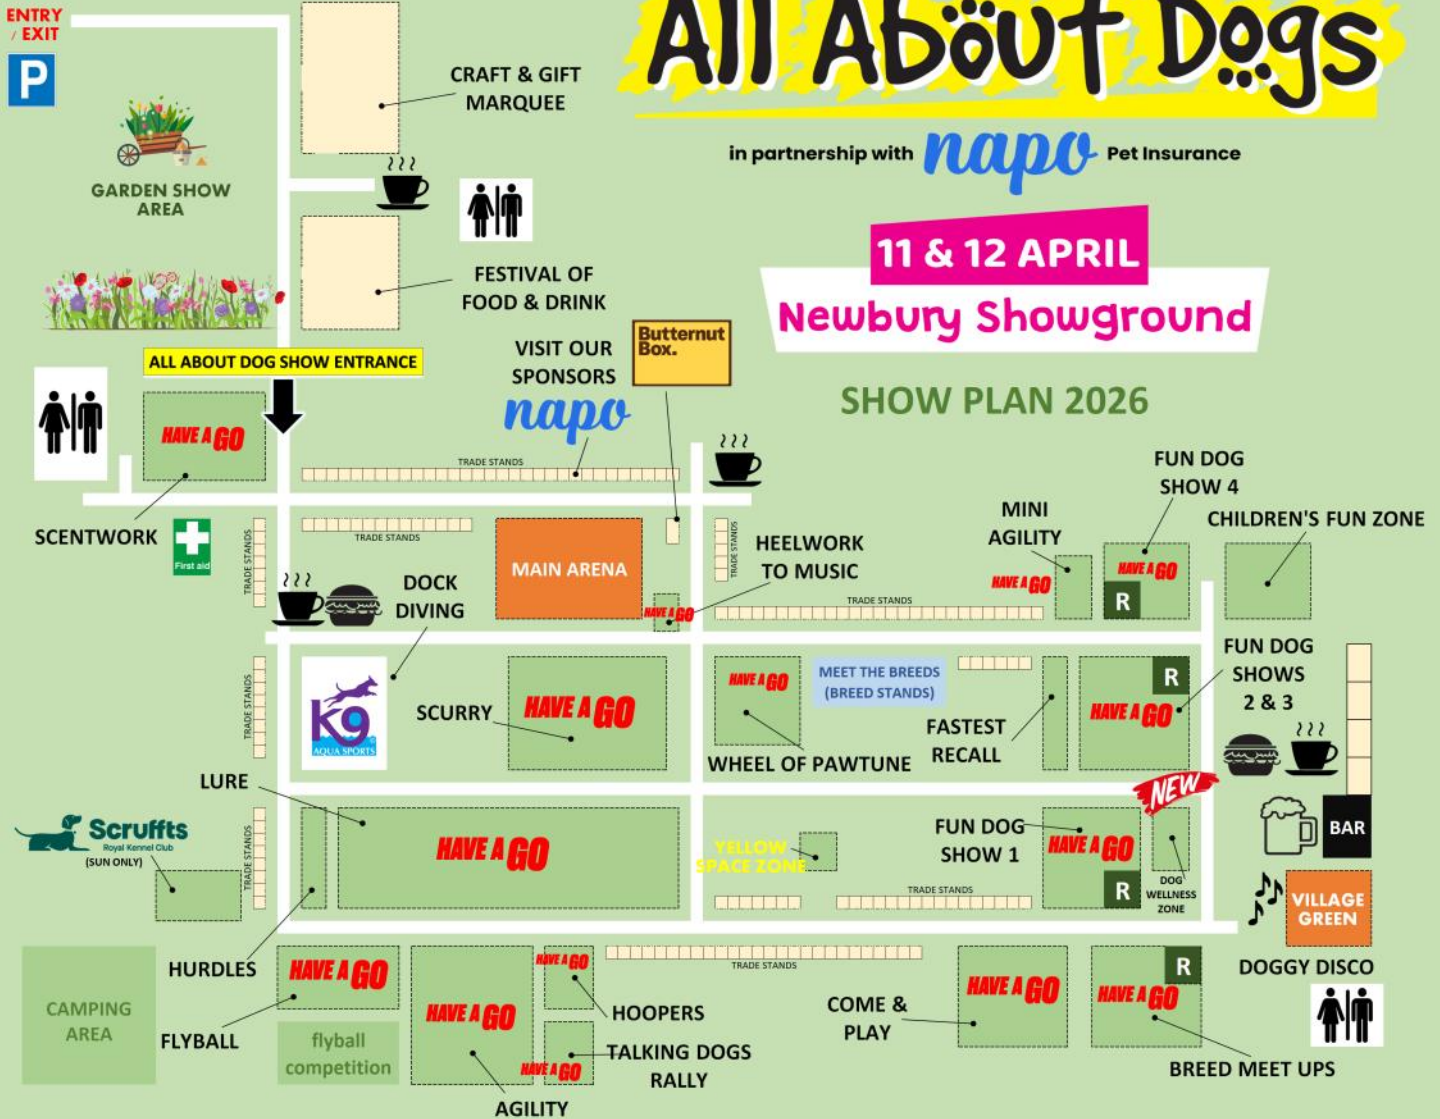 ENTRY
/ EXIT
P
All About Dogs
in partnership with napo Pet Insurance
CRAFT & GIFT
MARQUEE
GARDEN SHOW
AREA
11 & 12 APRIL
Newbury Showground
FESTIVAL OF
FOOD & DRINK
SHOW PLAN 2026
ALL ABOUT DOG SHOW ENTRANCE
VISIT OUR
SPONSORS
napo
Butternut
Box.
HAVE A GO
SCENTWORK
TRADE STANDS
First aid
TRADE STANDS
TRADE STANDS
MAIN ARENA
TRADE STANDS
HEELWORK
TO MUSIC
HAVE A GO
TRADE STANDS
MINI
AGILITY
HAVE A GO
FUN DOG
SHOW 4
HAVE A GO
R
CHILDREN'S FUN ZONE
DOCK
DIVING
K9
AQUA SPORTS
TRADE STANDS
SCURRY
HAVE A GO
HAVE A GO
WHEEL OF PAWTUNE
MEET THE BREEDS
(BREED STANDS)
FASTEST
RECALL
FUN DOG
SHOWS
2 & 3
R
HAVE A GO
LURE
HAVE A GO
Scruffts
Royal Kennel Club
(SUN ONLY)
TRADE STANDS
YELLOW
SPACE ZONE
TRADE STANDS
FUN DOG
SHOW 1
HAVE A GO
R
NEW
DOG
WELLNESS
ZONE
BAR
VILLAGE
GREEN
DOGGY DISCO
HURDLES
CAMPING
AREA
FLYBALL
HAVE A GO
flyball
competition
HAVE A GO
AGILITY
HAVE A GO
HOOPERS
HAVE A GO
TALKING DOGS
RALLY
TRADE STANDS
COME &
PLAY
HAVE A GO
R
HAVE A GO
BREED MEET UPS